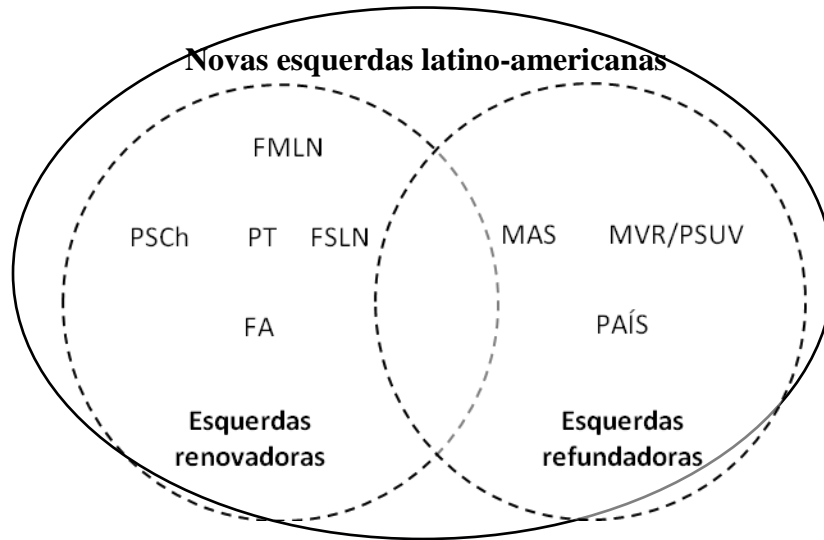 Novas esquerdas latino-americanas
FMLN
PSCh PT FSLN MAS MVR/PSUV
FA PAÍS
Esquerdas
renovadoras
Esquerdas
refundadoras